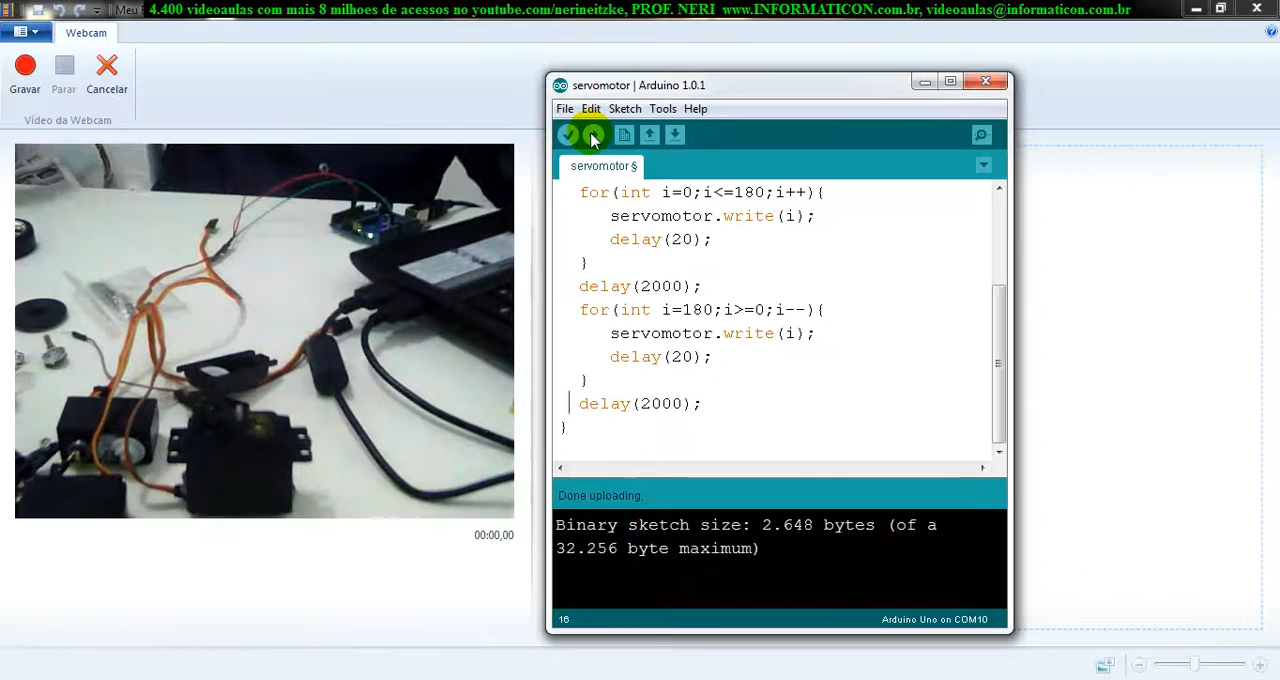 Meu
4.400 videoaulas com mais 8 milhoes de acessos no youtube.com/nerineitzke, PROF. NERI www.INFORMATICON.com.br, videoaulas@informaticon.com.br
Webcam
Gravar
Parar
Cancelar
Vídeo da Webcam
00:00,00
servomotor | Arduino 1.0.1
File Edit Sketch Tools Help
servomotor §
for(int i=0;i<=180;i++){
servomotor.write(i);
delay(20);
}
delay(2000);
for(int i=180;i>=0;i--){
servomotor.write(i);
delay(20);
}
delay(2000);
}
Done uploading.
Binary sketch size: 2.648 bytes (of a
32.256 byte maximum)
16
Arduino Uno on COM10